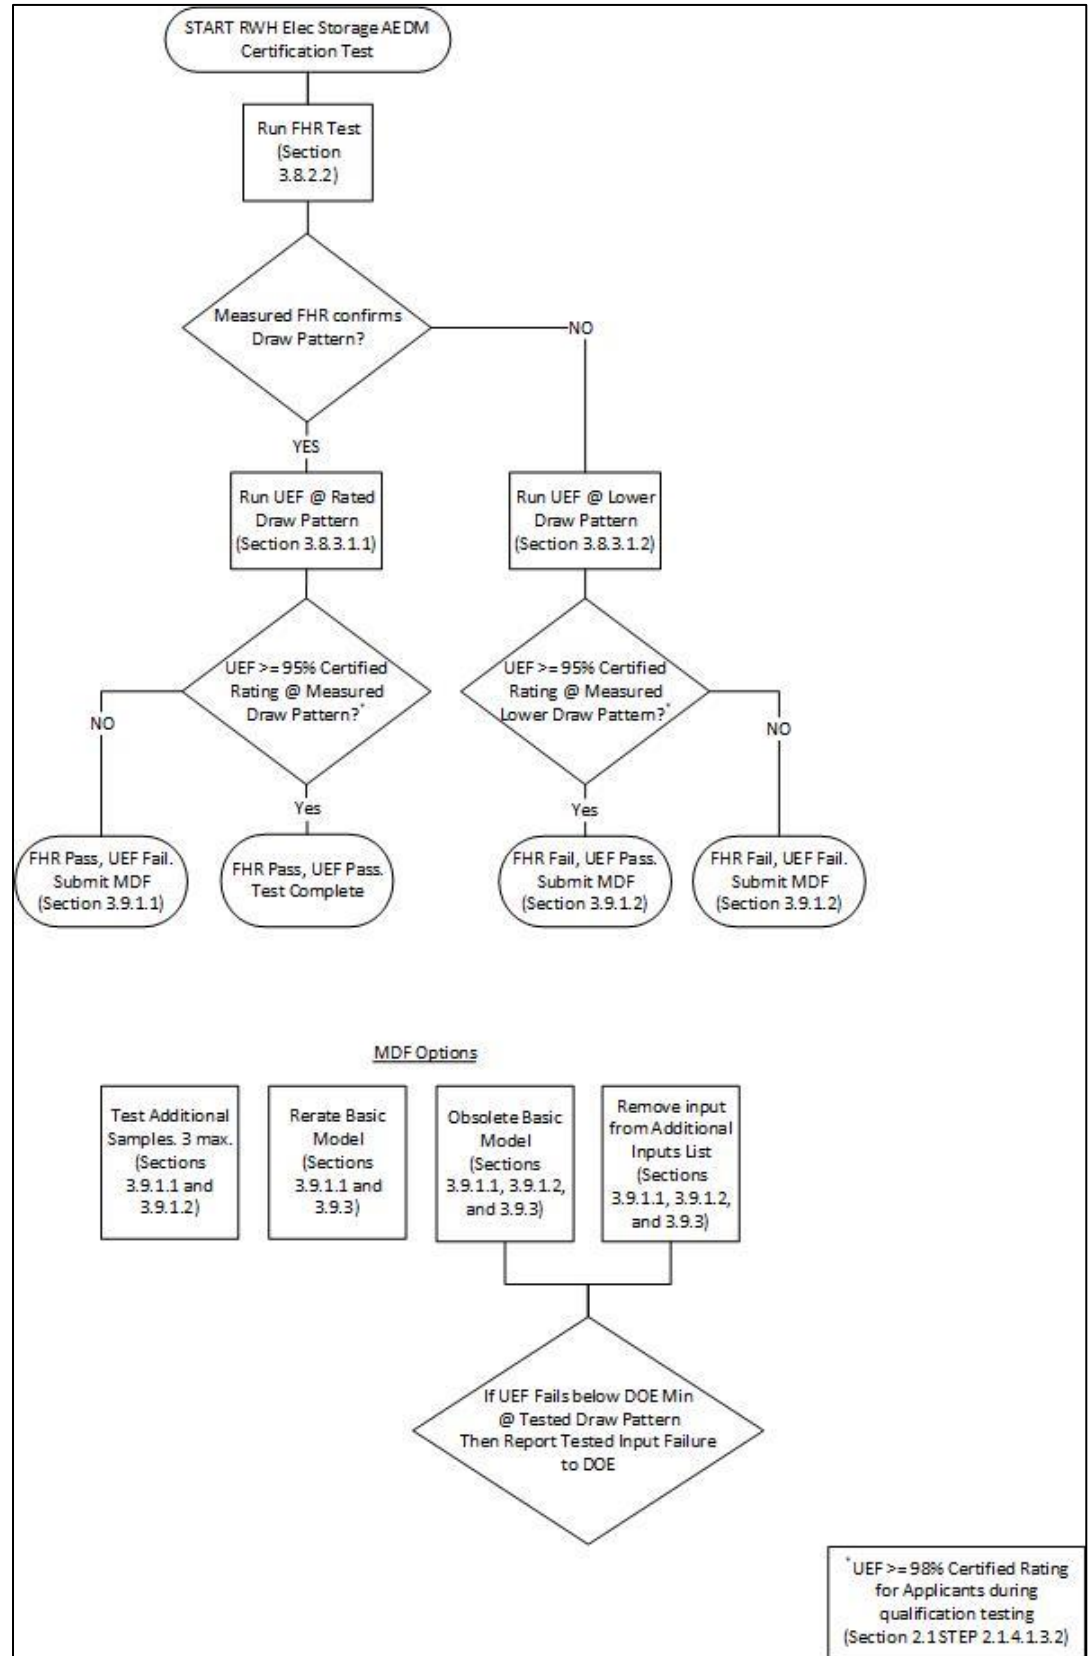 START RWH Elec Storage AEDM
Certification Test
Run FHR Test
(Section
3.8.2.2)
Measured FHR confirms
Draw Pattern?
NO
YES
Run UEF @ Rated
Draw Pattern
(Section 3.8.3.1.1)
Run UEF @ Lower
Draw Pattern
(Section 3.8.3.1.2)
UEF >= 95% Certified
Rating @ Measured
Draw Pattern?*
UEF >= 95% Certified
Rating @ Measured
Lower Draw Pattern?*
NO
NO
Yes
Yes
FHR Pass, UEF Fail.
Submit MDF
(Section 3.9.1.1)
FHR Pass, UEF Pass.
Test Complete
FHR Fail, UEF Pass.
Submit MDF
(Section 3.9.1.2)
FHR Fail, UEF Fail.
Submit MDF
(Section 3.9.1.2)
MDF Options
Test Additional
Samples. 3 max.
(Sections
3.9.1.1 and
3.9.1.2)
Rerate Basic
Model
(Sections
3.9.1.1 and
3.9.3)
Obsolete Basic
Model
(Sections
3.9.1.1, 3.9.1.2,
and 3.9.3)
Remove input
from Additional
Inputs List
(Sections
3.9.1.1, 3.9.1.2,
and 3.9.3)
If UEF Fails below DOE Min
@ Tested Draw Pattern
Then Report Tested Input Failure
to DOE
*UEF >= 98% Certified Rating
for Applicants during
qualification testing
(Section 2.1 STEP 2.1.4.1.3.2)